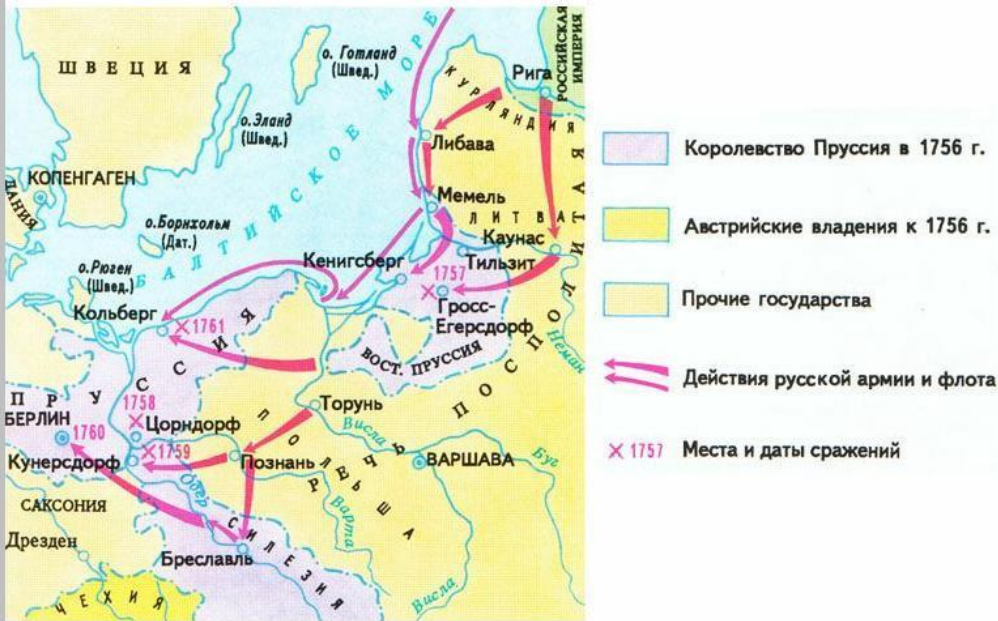 ШВЕЦИЯ
о. Готланд
(Швед.)
о.Эланд
(Швед.)
БАЛТИЙСКОЕ МОРЕ
КУРЛЯНДИЯ
Рига
РОССИЙСКАЯ
ИМПЕРИЯ
Либава
ДАНИЯ
КОПЕНГАГЕН
о.Борнхольм
(Дат.)
Мемель
ЛИТВА
Каунас
о.Рюген
(Швед.)
Кенигсберг
Тильзит
1757
Кольберг
1761
Гросс-
Егерсдорф
ВОСТ. ПРУССИЯ
Неман
ПРУССИЯ
РЕЧЬ ПОСПОЛИТАЯ
1758
БЕРЛИН
1760
Цорндорф
Торунь
Висла
1759
Кунерсдорф
Познань
ПОЛЬША
ВАРШАВА
Буг
Одер
САКСОНИЯ
Варта
СИЛЕЗИЯ
Дрезден
Бреславль
Висла
ЧЕХИЯ
Королевство Пруссия в 1756 г.
Австрийские владения к 1756 г.
Прочие государства
Действия русской армии и флота
1757 Места и даты сражений